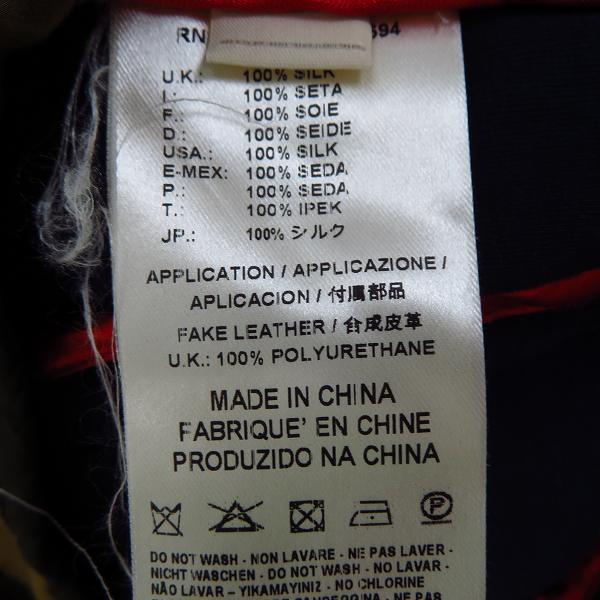 RN 594
U.K.: 100% SILK
I.: 100% SETA
F.: 100% SOIE
D.: 100% SEIDE
USA.: 100% SILK
E-MEX: 100% SEDA
P.: 100% SEDA
T.: 100% IPEK
JP.: 100% シルク
APPLICATION / APPLICAZIONE /
APLICACION / 付属部品
FAKE LEATHER / 合成皮革
U.K.: 100% POLYURETHANE
MADE IN CHINA
FABRIQUE' EN CHINE
PRODUZIDO NA CHINA
P
DO NOT WASH - NON LAVARE - NE PAS LAVER -
NICHT WASCHEN - DO NOT WASH - NO LAVAR -
NÃO LAVAR - YIKAMAYINIZ - NO CHLORINE